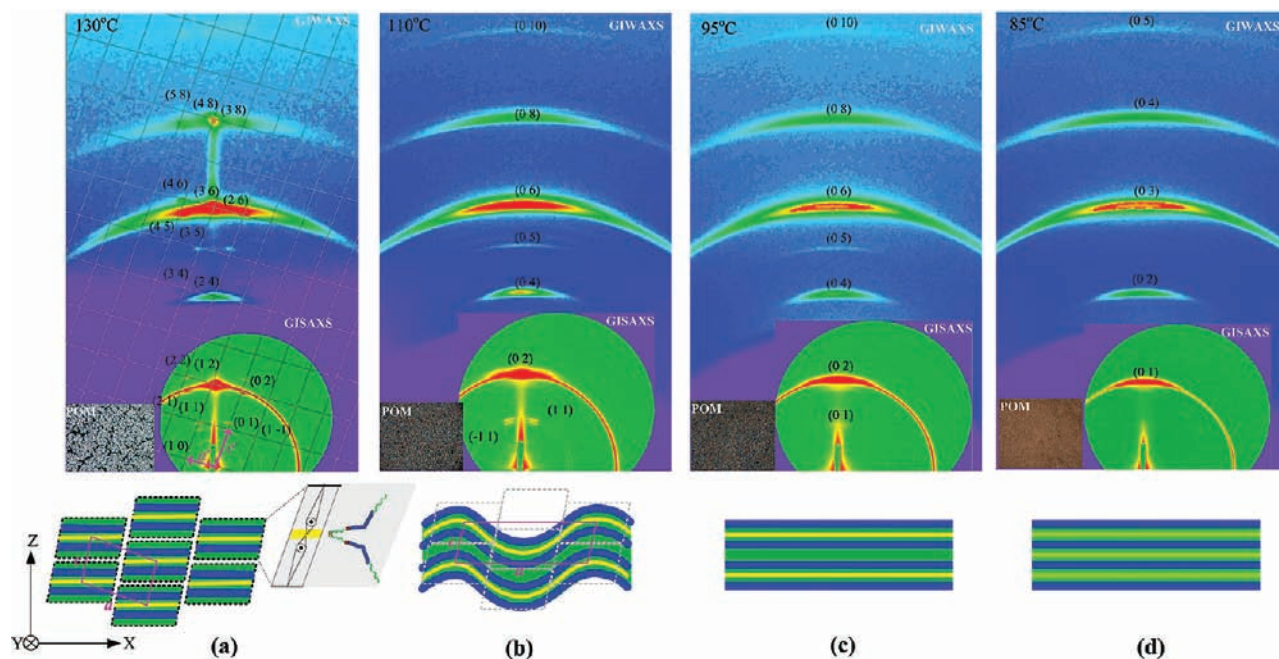 130°C
GIWAXS
(5 8)
(4 8)
(3 8)
(4 6)
(3 6)
(2 6)
(4 5)
(3 5)
(3 4)
(2 4)
GISAXS
(2 2)
(1 2)
(0 2)
(2 1)
(1 1)
(0 1)
(1 -1)
(1 0)
POM
110°C
(0 10)
GIWAXS
(0 8)
(0 6)
(0 5)
(0 4)
GISAXS
(0 2)
(1 1)
(-1 1)
POM
95°C
(0 10)
GIWAXS
(0 8)
(0 6)
(0 5)
(0 4)
GISAXS
(0 2)
(0 1)
POM
85°C
(0 5)
GIWAXS
(0 4)
(0 3)
(0 2)
GISAXS
(0 1)
POM
Z
Y
X
a
a
(a)
(b)
(c)
(d)